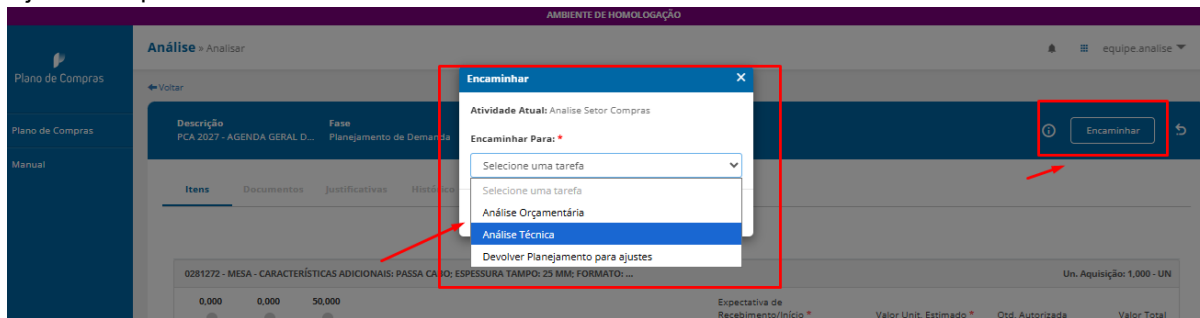 AMBIENTE DE HOMOLOGAÇÃO
Plano de Compras
Análise » Analisar
equipe.analise
Voltar
Plano de Compras
Manual
Descrição
PCA 2027 - AGENDA GERAL D...
Fase
Planejamento de Demanda
Encaminhar
Itens
Documentos
Justificativas
Histórico
Encaminhar
×
Atividade Atual: Analise Setor Compras
Encaminhar Para: *
Selecione uma tarefa
Selecione uma tarefa
Análise Orçamentária
Análise Técnica
Devolver Planejamento para ajustes
0281272 - MESA - CARACTERÍSTICAS ADICIONAIS: PASSA CABO; ESPESSURA TAMPO: 25 MM; FORMATO: ...
Un. Aquisição: 1,000 - UN
0,000
0,000
50,000
Expectativa de
Recebimento/Início *
Valor Unit. Estimado *
Qtd. Autorizada
Valor Total